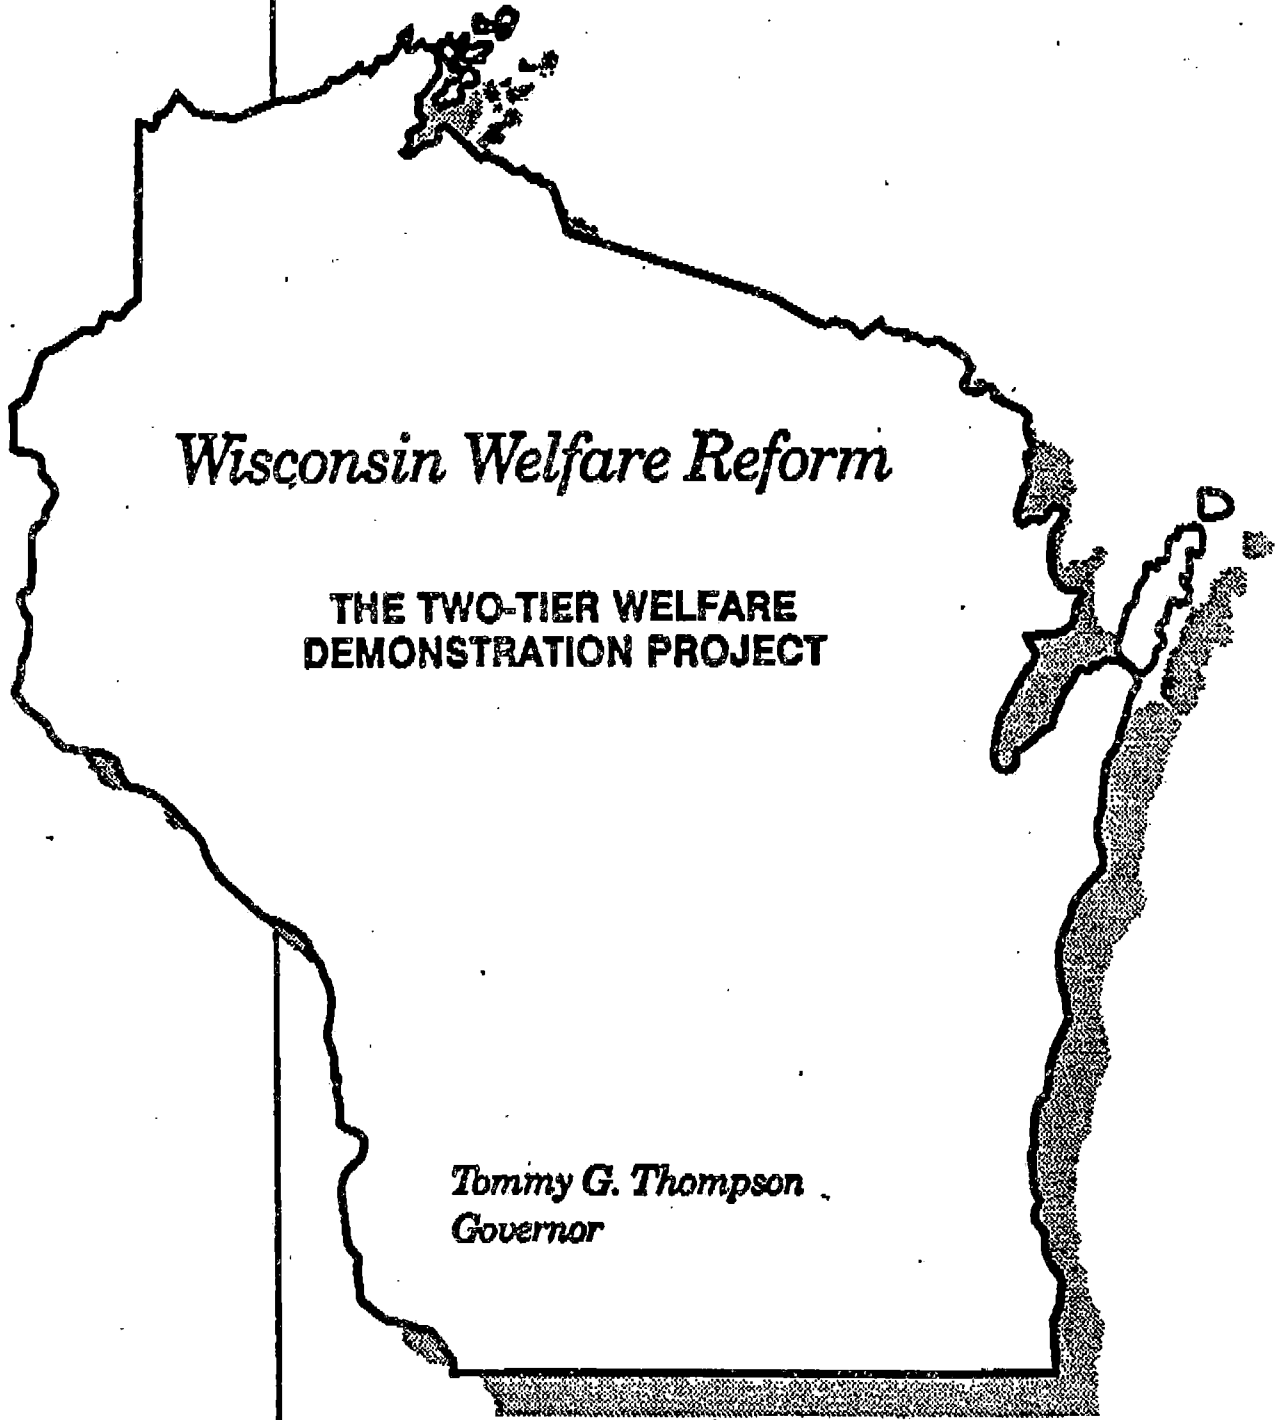 Wisconsin Welfare Reform
THE TWO-TIER WELFARE
DEMONSTRATION PROJECT
Tommy G. Thompson
Governor